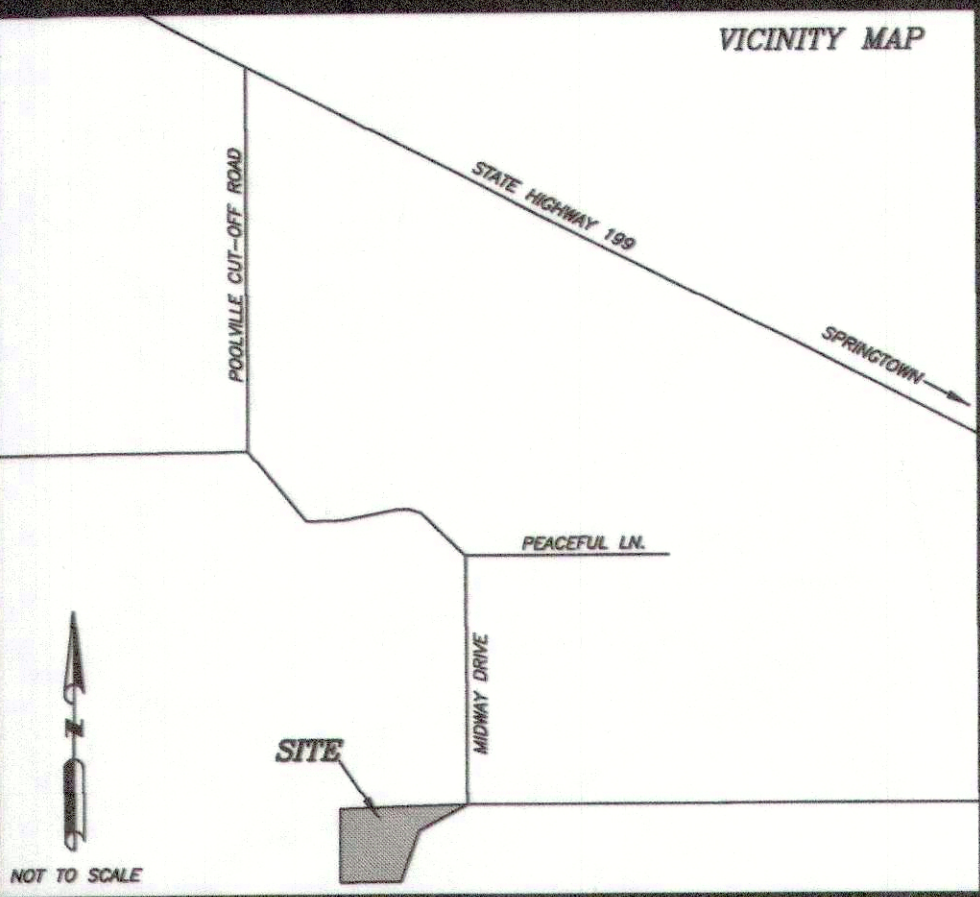 VICINITY MAP
POOLVILLE CUT-OFF ROAD
STATE HIGHWAY 199
SPRINGTOWN
PEACEFUL LN.
MIDWAY DRIVE
SITE
N
NOT TO SCALE